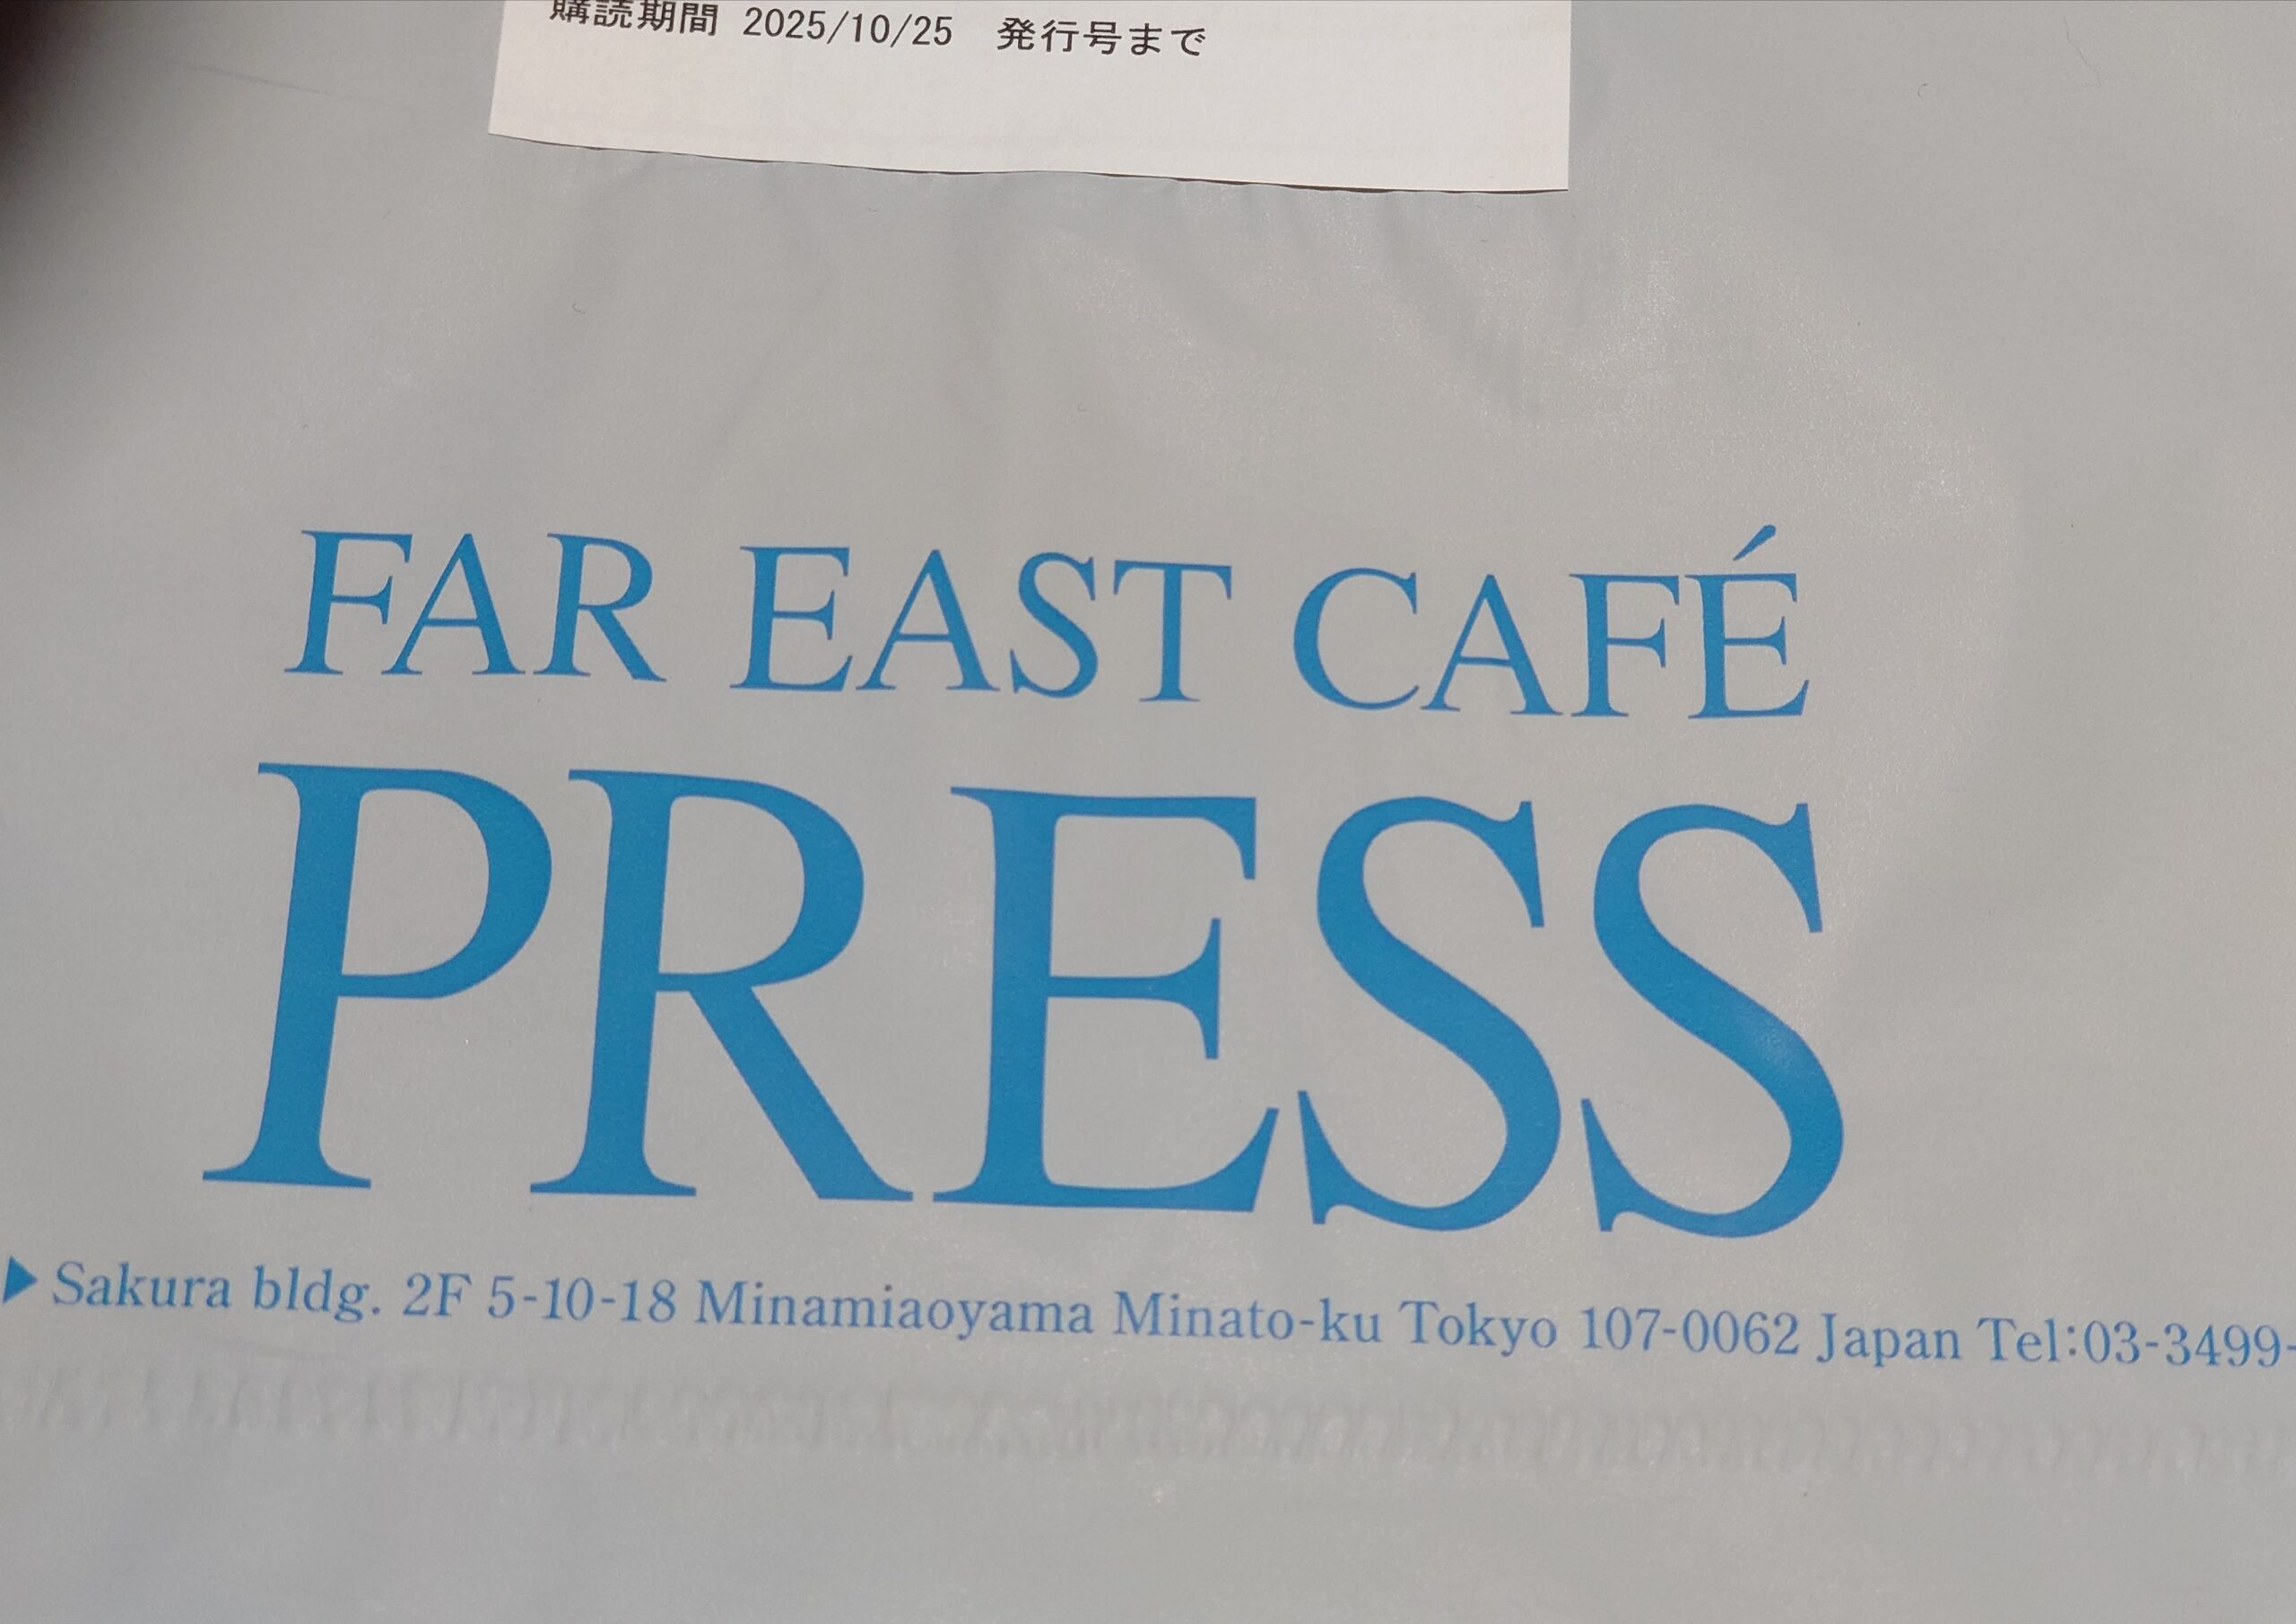 購読期間 2025/10/25 発行号まで
FAR EAST CAFÉ
PRESS
▶ Sakura bldg. 2F 5-10-18 Minamiaoyama Minato-ku Tokyo 107-0062 Japan Tel:03-3499-